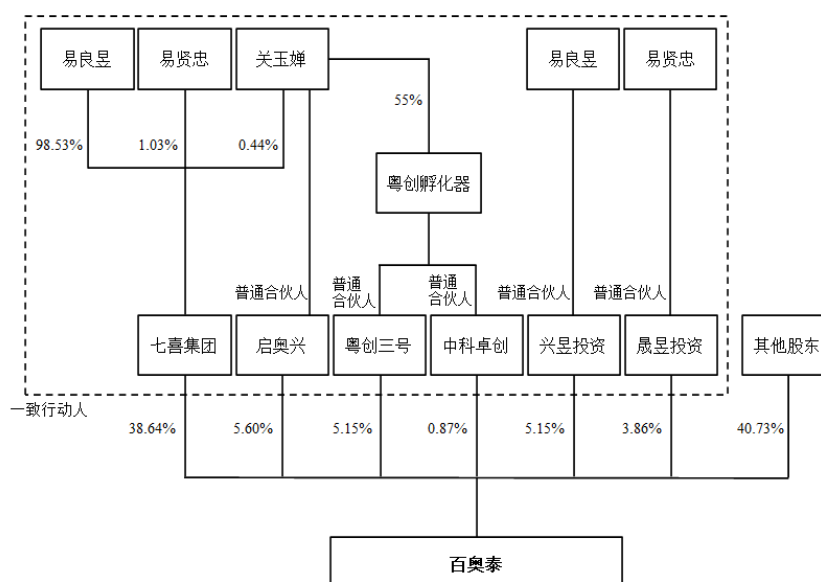 易良昱
易贤忠
关玉婵
易良昱
易贤忠
55%
98.53%
1.03%
0.44%
粤创孵化器
普通合伙人
普通
合伙人
普通
合伙人
普通合伙人
普通合伙人
七喜集团
启奥兴
粤创三号
中科卓创
兴昱投资
晟昱投资
其他股东
一致行动人
38.64%
5.60%
5.15%
0.87%
5.15%
3.86%
40.73%
百奥泰